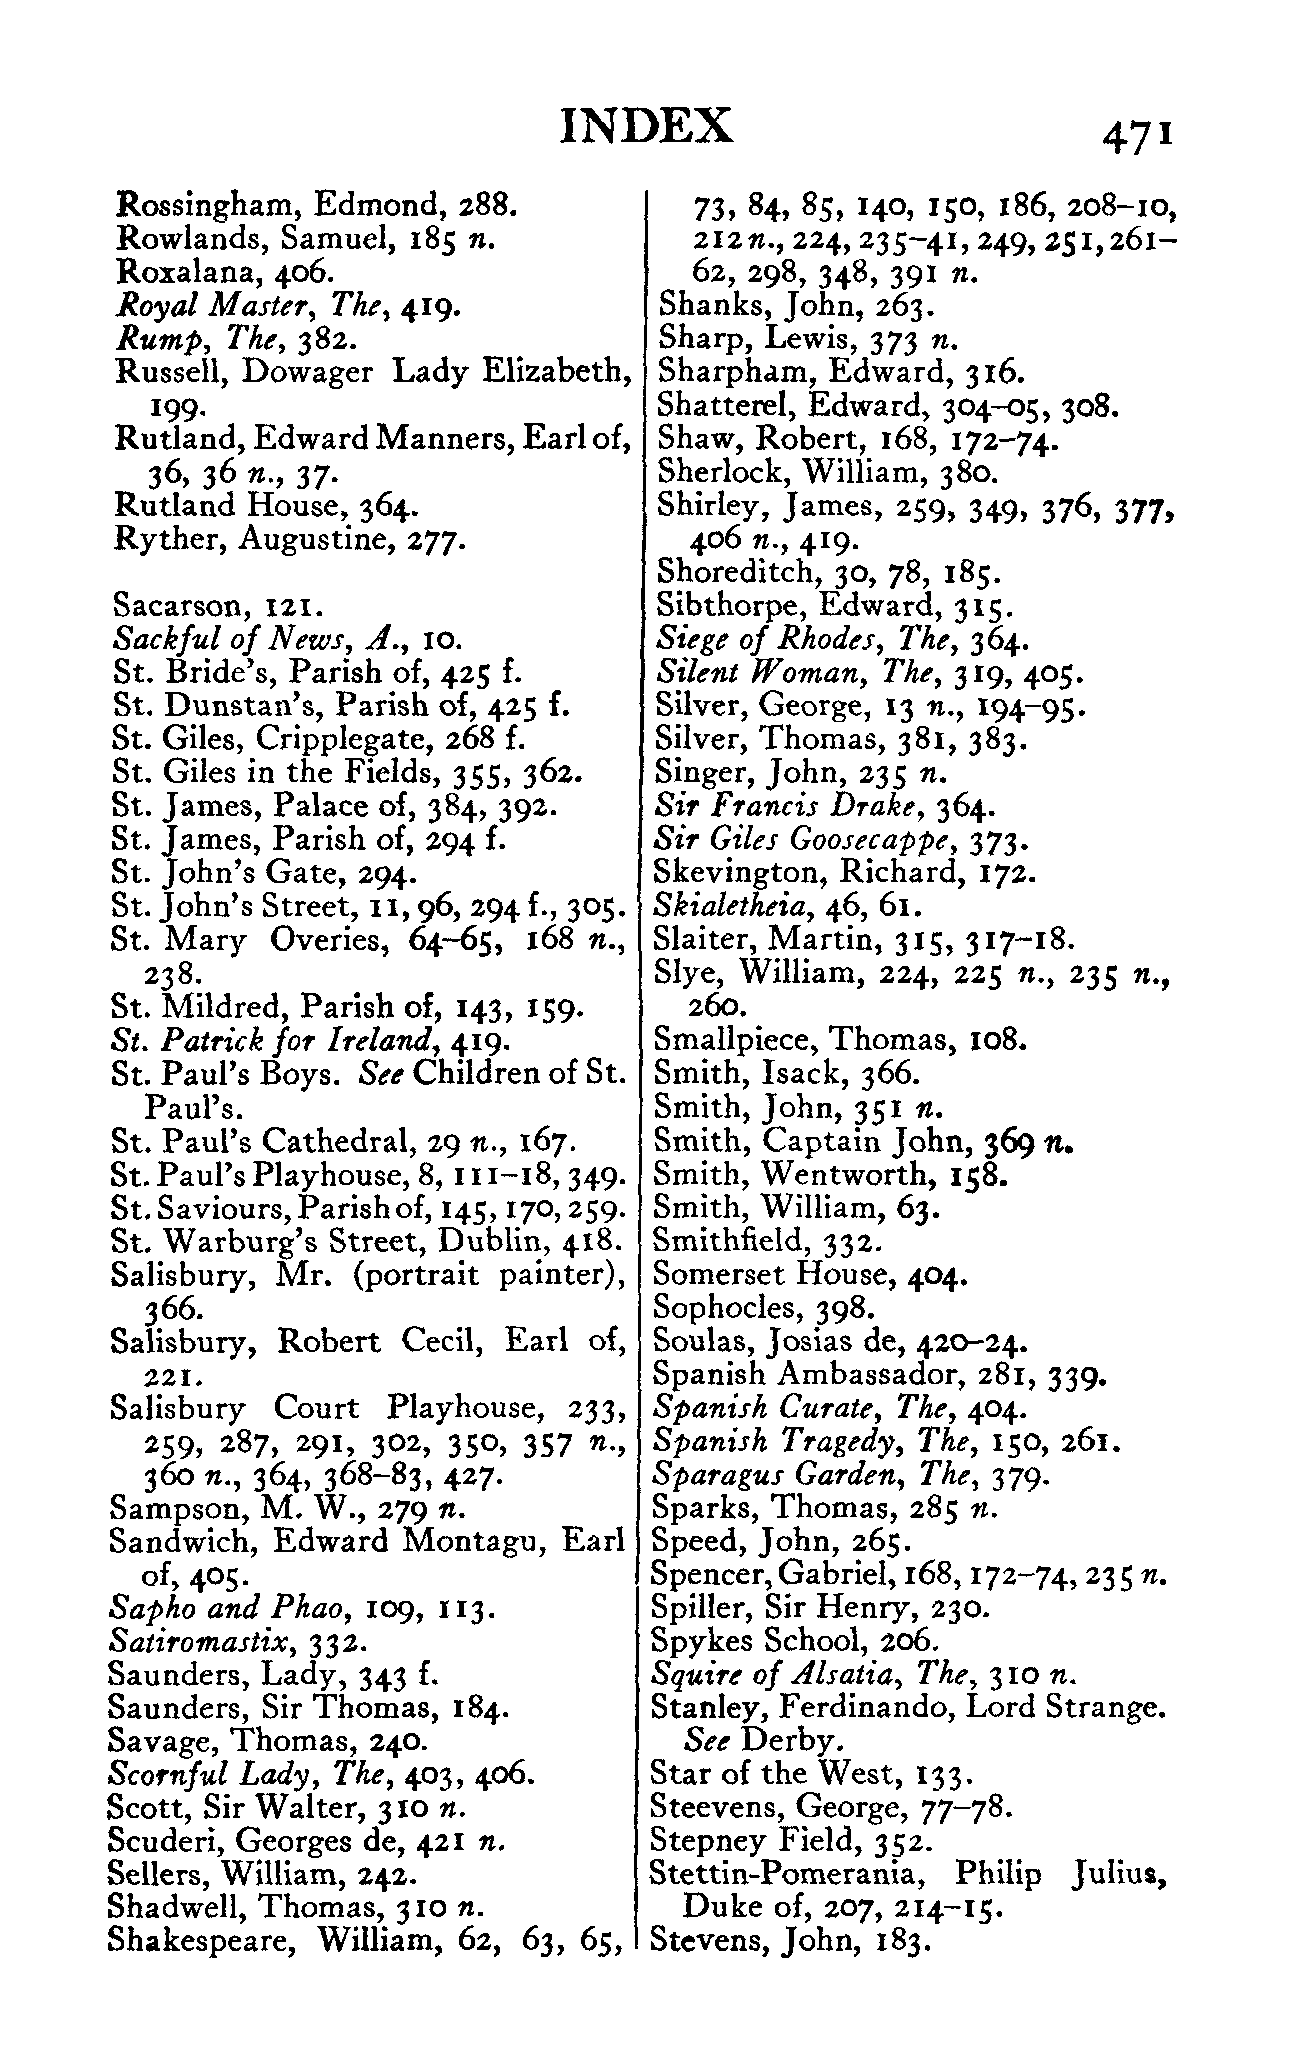 INDEX
471
Rossingham, Edmond, 288.
Rowlands, Samuel, 185 n.
Roxalana, 406.
Royal Master, The, 419.
Rump, The, 382.
Russell, Dowager Lady Elizabeth,
199.
Rutland, Edward Manners, Earl of,
36, 36 n., 37.
Rutland House, 364.
Ryther, Augustine, 277.
Sacarson, 121.
Sackful of News, A., 10.
St. Bride's, Parish of, 425 f.
St. Dunstan's, Parish of, 425 f.
St. Giles, Cripplegate, 268 f.
St. Giles in the Fields, 355, 362.
St. James, Palace of, 384, 392.
St. James, Parish of, 294 f.
St. John's Gate, 294.
St. John's Street, 11, 96, 294 f., 305.
St. Mary Overies, 64–65, 168 n.,
238.
St. Mildred, Parish of, 143, 159.
St. Patrick for Ireland, 419.
St. Paul's Boys. See Children of St.
Paul's.
St. Paul's Cathedral, 29 n., 167.
St. Paul's Playhouse, 8, 111–18, 349.
St. Saviours, Parish of, 145, 170, 259.
St. Warburg's Street, Dublin, 418.
Salisbury, Mr. (portrait painter),
366.
Salisbury, Robert Cecil, Earl of,
221.
Salisbury Court Playhouse, 233,
259, 287, 291, 302, 350, 357 n.,
360 n., 364, 368–83, 427.
Sampson, M. W., 279 n.
Sandwich, Edward Montagu, Earl
of, 405.
Sapho and Phao, 109, 113.
Satiromastix, 332.
Saunders, Lady, 343 f.
Saunders, Sir Thomas, 184.
Savage, Thomas, 240.
Scornful Lady, The, 403, 406.
Scott, Sir Walter, 310 n.
Scuderi, Georges de, 421 n.
Sellers, William, 242.
Shadwell, Thomas, 310 n.
Shakespeare, William, 62, 63, 65,
73, 84, 85, 140, 150, 186, 208–10,
212 n., 224, 235–41, 249, 251, 261–
62, 298, 348, 391 n.
Shanks, John, 263.
Sharp, Lewis, 373 n.
Sharpham, Edward, 316.
Shatterel, Edward, 304–05, 308.
Shaw, Robert, 168, 172–74.
Sherlock, William, 380.
Shirley, James, 259, 349, 376, 377,
406 n., 419.
Shoreditch, 30, 78, 185.
Sibthorpe, Edward, 315.
Siege of Rhodes, The, 364.
Silent Woman, The, 319, 405.
Silver, George, 13 n., 194–95.
Silver, Thomas, 381, 383.
Singer, John, 235 n.
Sir Francis Drake, 364.
Sir Giles Goosecappe, 373.
Skevington, Richard, 172.
Skialetheia, 46, 61.
Slaiter, Martin, 315, 317–18.
Slye, William, 224, 225 n., 235 n.,
260.
Smallpiece, Thomas, 108.
Smith, Isack, 366.
Smith, John, 351 n.
Smith, Captain John, 369 n.
Smith, Wentworth, 158.
Smith, William, 63.
Smithfield, 332.
Somerset House, 404.
Sophocles, 398.
Soulas, Josias de, 420–24.
Spanish Ambassador, 281, 339.
Spanish Curate, The, 404.
Spanish Tragedy, The, 150, 261.
Sparagus Garden, The, 379.
Sparks, Thomas, 285 n.
Speed, John, 265.
Spencer, Gabriel, 168, 172–74, 235 n.
Spiller, Sir Henry, 230.
Spykes School, 206.
Squire of Alsatia, The, 310 n.
Stanley, Ferdinando, Lord Strange.
See Derby.
Star of the West, 133.
Steevens, George, 77–78.
Stepney Field, 352.
Stettin-Pomerania, Philip Julius,
Duke of, 207, 214–15.
Stevens, John, 183.